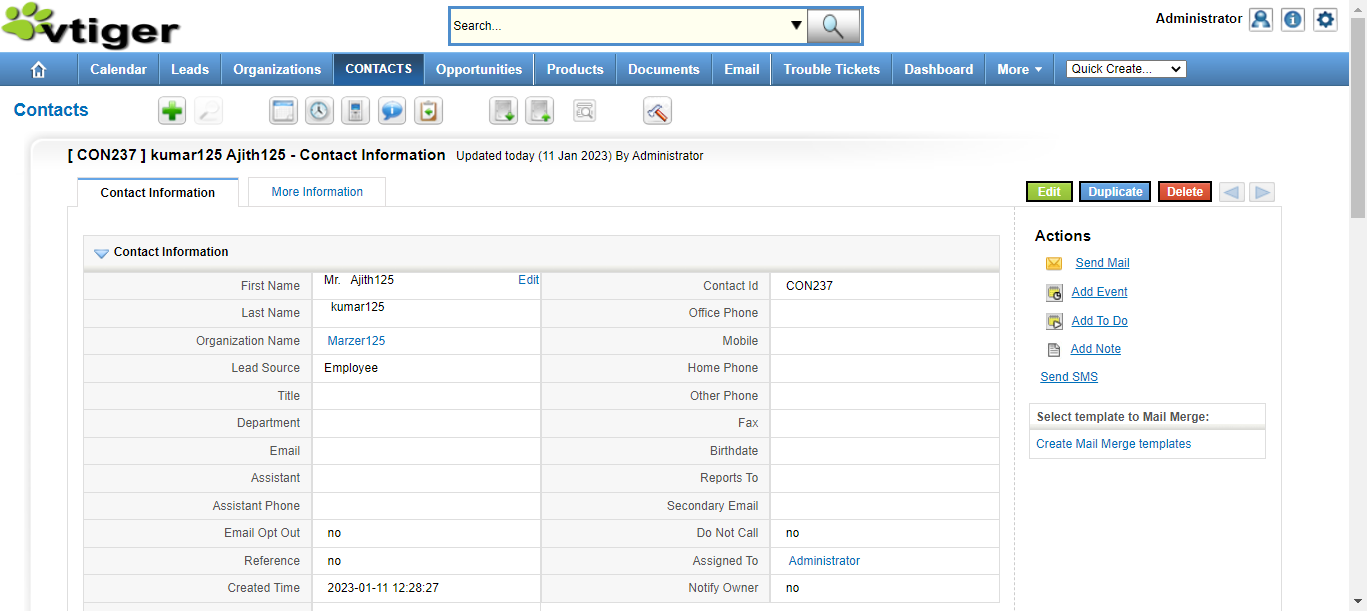 vtiger
Search...
Administrator
Calendar Leads Organizations CONTACTS Opportunities Products Documents Email Trouble Tickets Dashboard More Quick Create...
Contacts
[ CON237 ] kumar125 Ajith125 - Contact Information Updated today (11 Jan 2023) By Administrator
Contact Information More Information
Edit Duplicate Delete
Contact Information
First Name Mr. Ajith125 Edit Contact Id CON237
Last Name kumar125 Office Phone
Organization Name Marzer125 Mobile
Lead Source Employee Home Phone
Title Other Phone
Department Fax
Email Birthdate
Assistant Reports To
Assistant Phone Secondary Email
Email Opt Out no Do Not Call no
Reference no Assigned To Administrator
Created Time 2023-01-11 12:28:27 Notify Owner no
Actions
Send Mail
Add Event
Add To Do
Add Note
Send SMS
Select template to Mail Merge:
Create Mail Merge templates